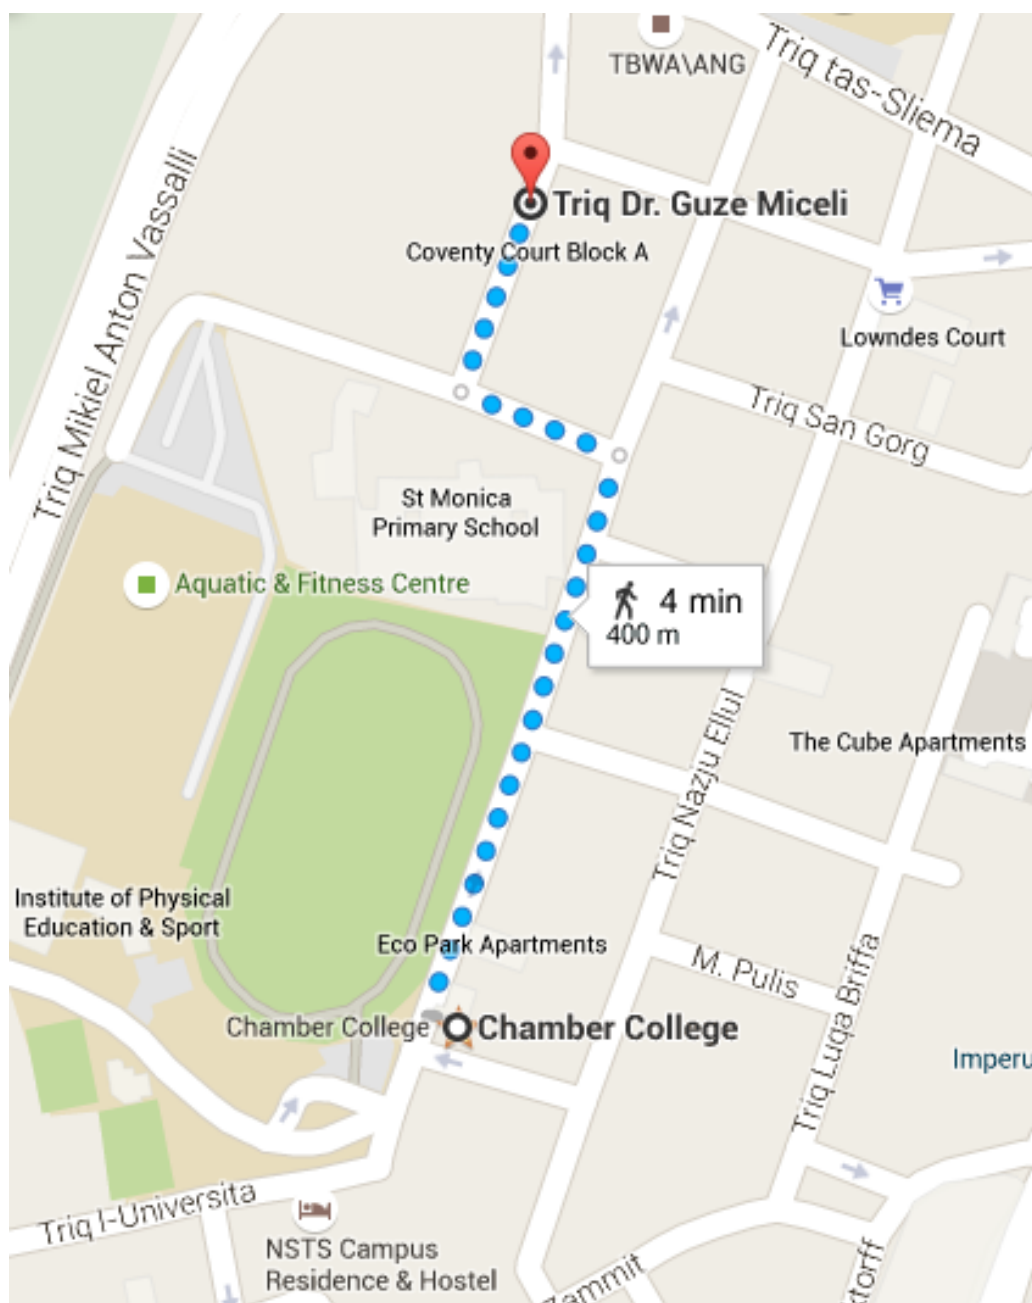 TBWA\ANG
Triq tas-Sliema
Triq Mikiel Anton Vassalli
Triq Dr. Guze Miceli
Coventy Court Block A
Lowndes Court
Triq San Gorg
St Monica
Primary School
Aquatic & Fitness Centre
4 min
400 m
Triq Nazju Ellul
The Cube Apartments
Institute of Physical
Education & Sport
Eco Park Apartments
M. Pulis
Triq Luqa Briffa
Chamber College
Chamber College
Imperu
Triq l-Universita
NSTS Campus
Residence & Hostel
Zammit
ktorff